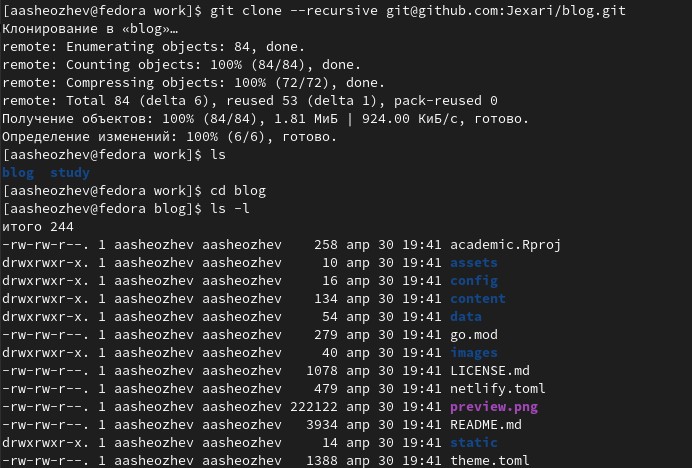 [aasheozhev@fedora work]$ git clone --recursive git@github.com:Jexari/blog.git
Клонирование в «blog»…
remote: Enumerating objects: 84, done.
remote: Counting objects: 100% (84/84), done.
remote: Compressing objects: 100% (72/72), done.
remote: Total 84 (delta 6), reused 53 (delta 1), pack-reused 0
Получение объектов: 100% (84/84), 1.81 МиБ | 924.00 КиБ/с, готово.
Определение изменений: 100% (6/6), готово.
[aasheozhev@fedora work]$ ls
blog  study
[aasheozhev@fedora work]$ cd blog
[aasheozhev@fedora blog]$ ls -l
итого 244
-rw-rw-r--. 1 aasheozhev aasheozhev    258 апр 30 19:41 academic.Rproj
drwxrwxr-x. 1 aasheozhev aasheozhev     10 апр 30 19:41 assets
drwxrwxr-x. 1 aasheozhev aasheozhev     16 апр 30 19:41 config
drwxrwxr-x. 1 aasheozhev aasheozhev    134 апр 30 19:41 content
drwxrwxr-x. 1 aasheozhev aasheozhev     54 апр 30 19:41 data
-rw-rw-r--. 1 aasheozhev aasheozhev    279 апр 30 19:41 go.mod
drwxrwxr-x. 1 aasheozhev aasheozhev     40 апр 30 19:41 images
-rw-rw-r--. 1 aasheozhev aasheozhev   1078 апр 30 19:41 LICENSE.md
-rw-rw-r--. 1 aasheozhev aasheozhev    479 апр 30 19:41 netlify.toml
-rw-rw-r--. 1 aasheozhev aasheozhev 222122 апр 30 19:41 preview.png
-rw-rw-r--. 1 aasheozhev aasheozhev   3934 апр 30 19:41 README.md
drwxrwxr-x. 1 aasheozhev aasheozhev     14 апр 30 19:41 static
-rw-rw-r--. 1 aasheozhev aasheozhev   1388 апр 30 19:41 theme.toml